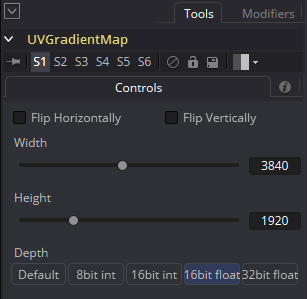 Tools Modifiers
UVGradientMap
S1 S2 S3 S4 S5 S6
Controls
Flip Horizontally Flip Vertically
Width
3840
Height
1920
Depth
Default 8bit int 16bit int 16bit float 32bit float